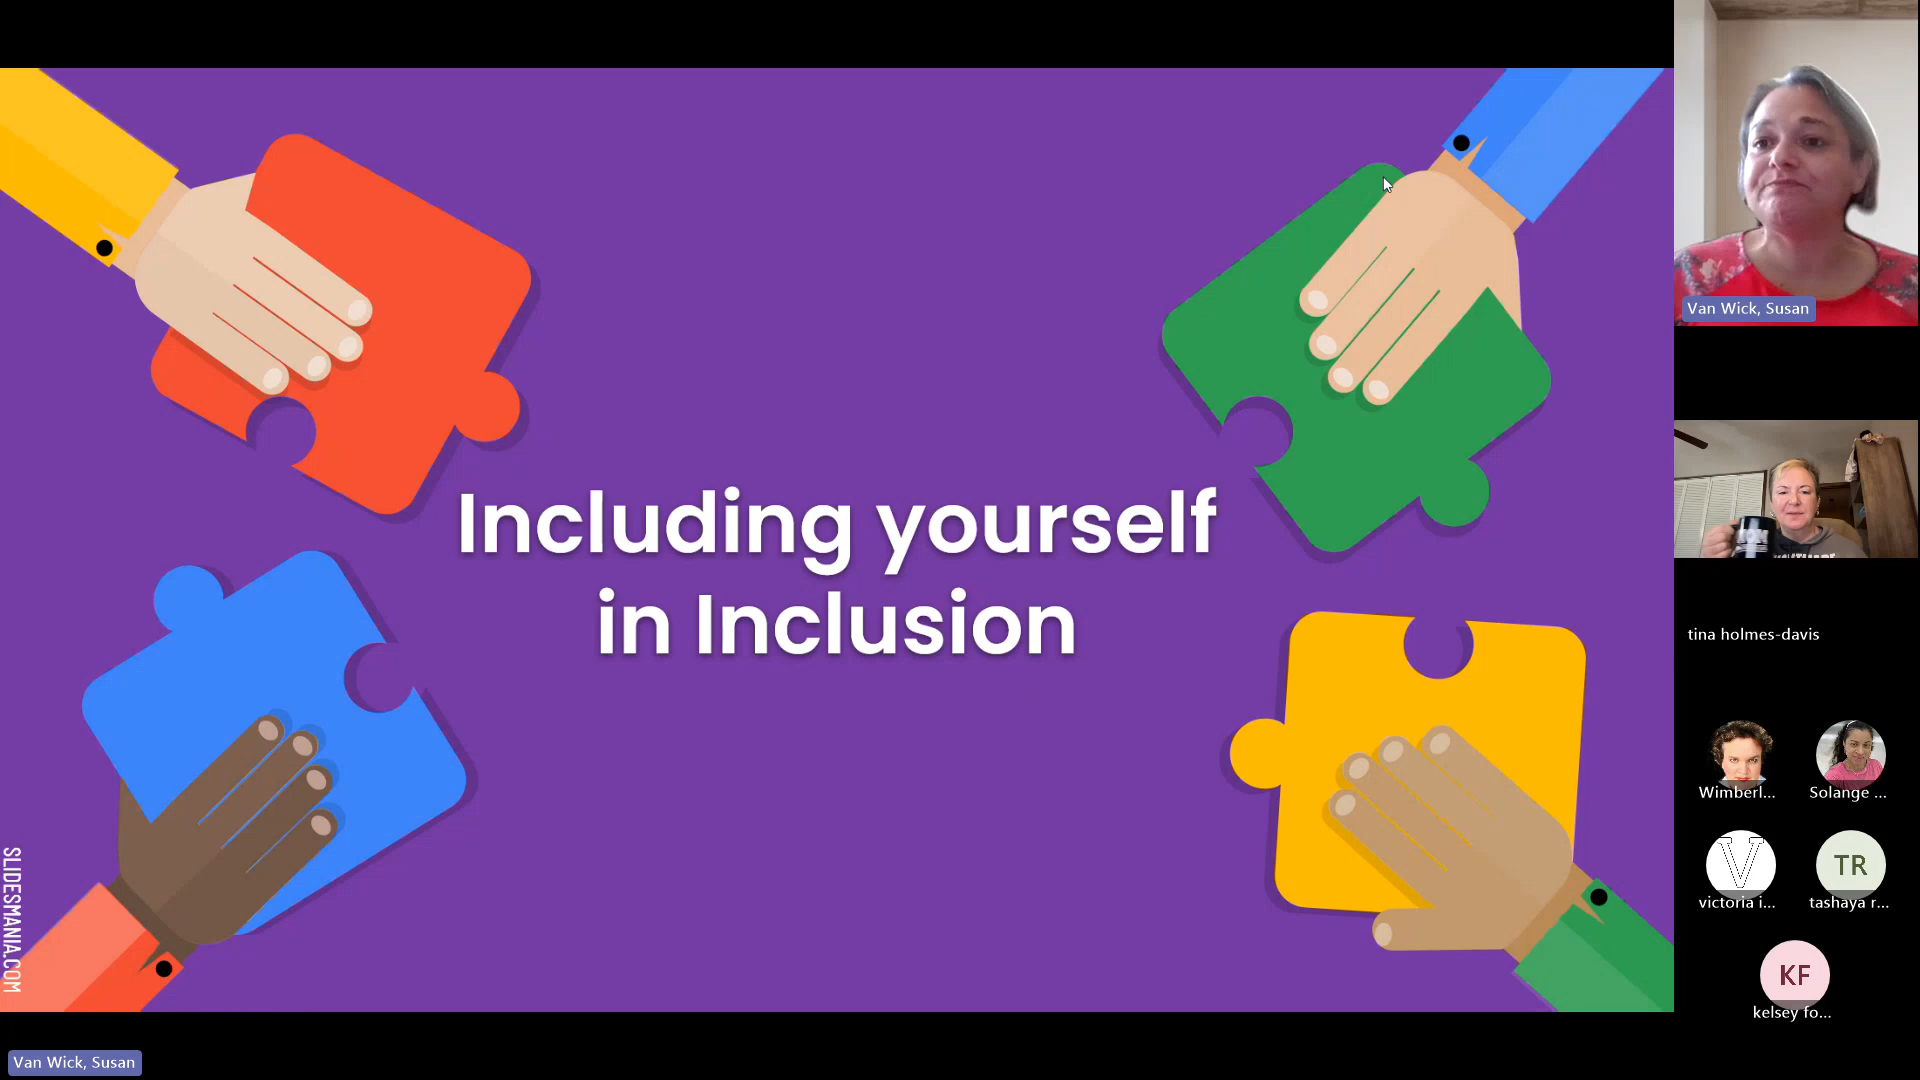 Including yourself
in Inclusion
SLIDESMANIA.COM
Van Wick, Susan
Van Wick, Susan
tina holmes-davis
Wimberl...
Solange ...
V
victoria i...
TR
tashaya r...
KF
kelsey fo...